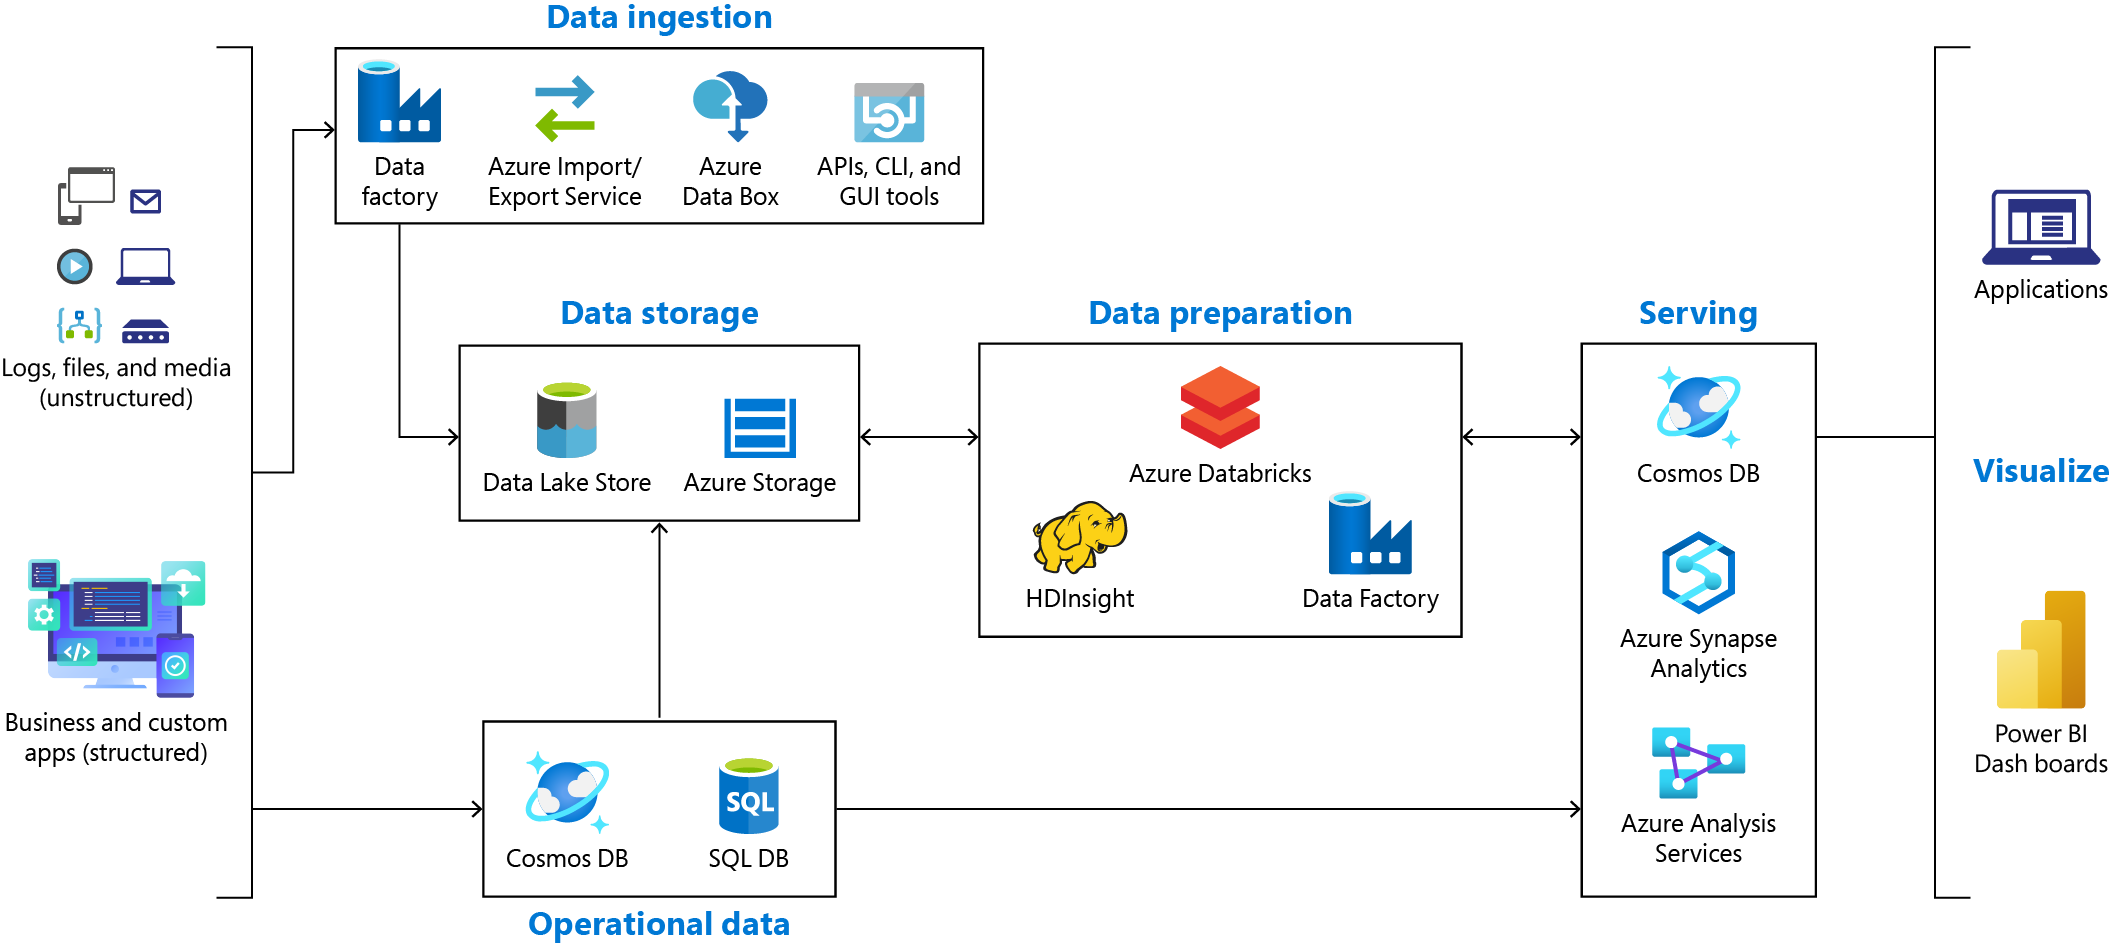 Data ingestion
Data
factory
Azure Import/
Export Service
Azure
Data Box
APIs, CLI, and
GUI tools
Logs, files, and media
(unstructured)
Business and custom
apps (structured)
Data storage
Data Lake Store
Azure Storage
Data preparation
Azure Databricks
HDInsight
Data Factory
Serving
Cosmos DB
Azure Synapse
Analytics
Azure Analysis
Services
SQL
Cosmos DB
SQL DB
Operational data
Applications
Visualize
Power BI
Dash boards